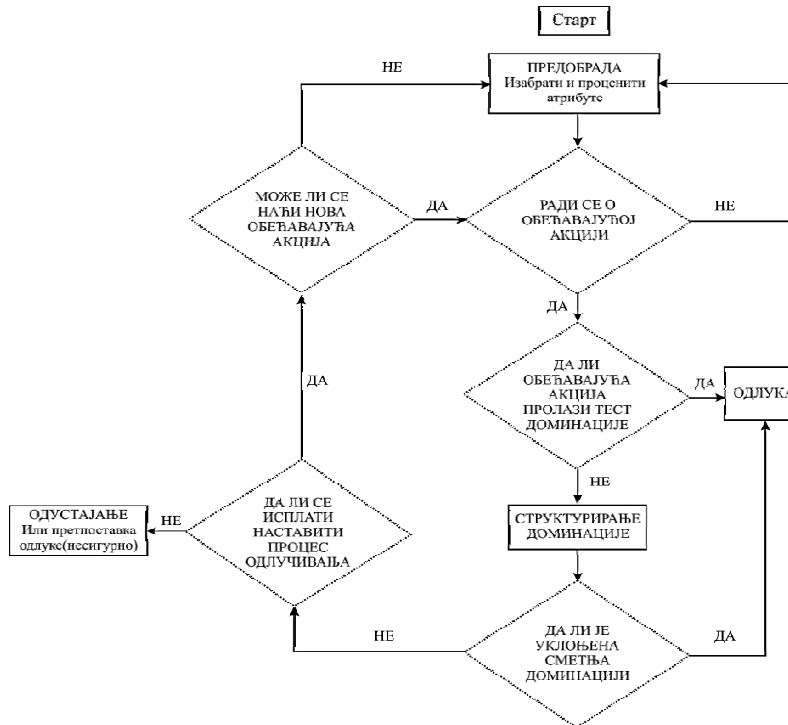 Старт
НЕ
ПРЕДОБРАДА
Изабрати и проценити
атрибуте
МОЖЕ ЛИ СЕ
НАЋИ НОВА
ОБЕЋАВАЈУЋА
АКЦИЈА
ДА
РАДИ СЕ О
ОБЕЋАВАЈУЋОЈ
АКЦИЈИ
НЕ
ДА
ДА ЛИ
ОБЕЋАВАЈУЋА
АКЦИЈА
ПРОЛАЗИ ТЕСТ
ДОМИНАЦИЈЕ
ДА
ОДЛУКА
ДА
НЕ
ДА ЛИ СЕ
ИСПЛАТИ
НАСТАВИТИ
ПРОЦЕС
ОДЛУЧИВАЊА
НЕ
ОДУСТАЈАЊЕ
Или претпоставка
одлуке(несигурно)
СТРУКТУРИРАЊЕ
ДОМИНАЦИЈЕ
НЕ
ДА ЛИ ЈЕ
УКЛОЊЕНА
СМЕТЊА
ДОМИНАЦИЈИ
ДА